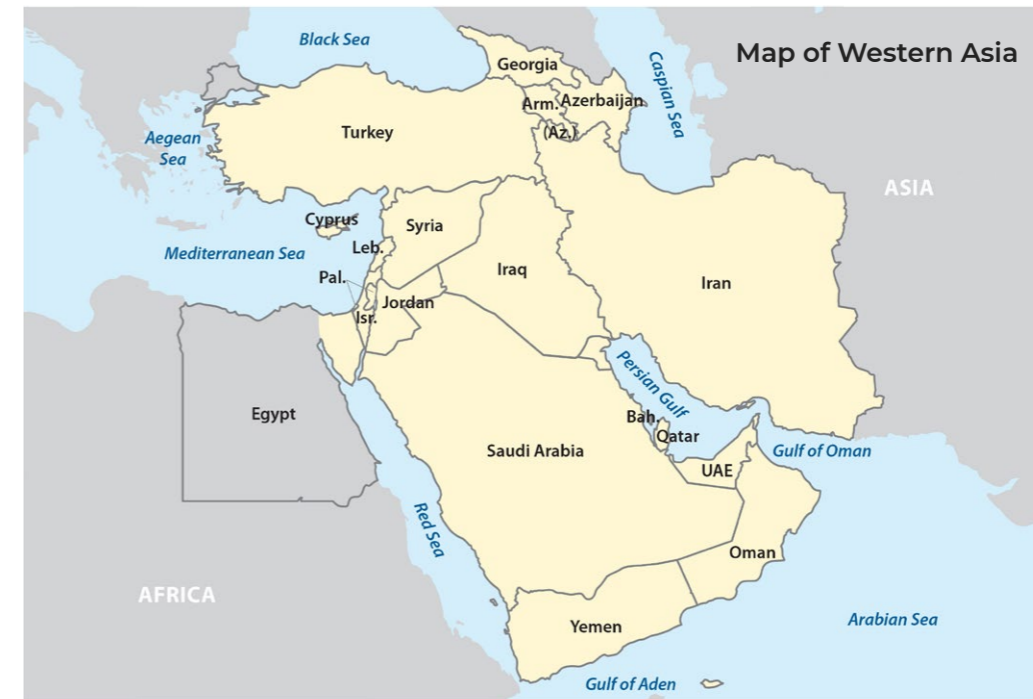 Map of Western Asia
Black Sea
Georgia
Caspian Sea
Arm.
Azerbaijan
(Az.)
Turkey
Aegean
Sea
ASIA
Cyprus
Syria
Mediterranean Sea
Leb.
Pal.
Iraq
Iran
Jordan
Isr.
Persian Gulf
Egypt
Bah.
Qatar
Saudi Arabia
Gulf of Oman
UAE
Red Sea
Oman
AFRICA
Yemen
Arabian Sea
Gulf of Aden